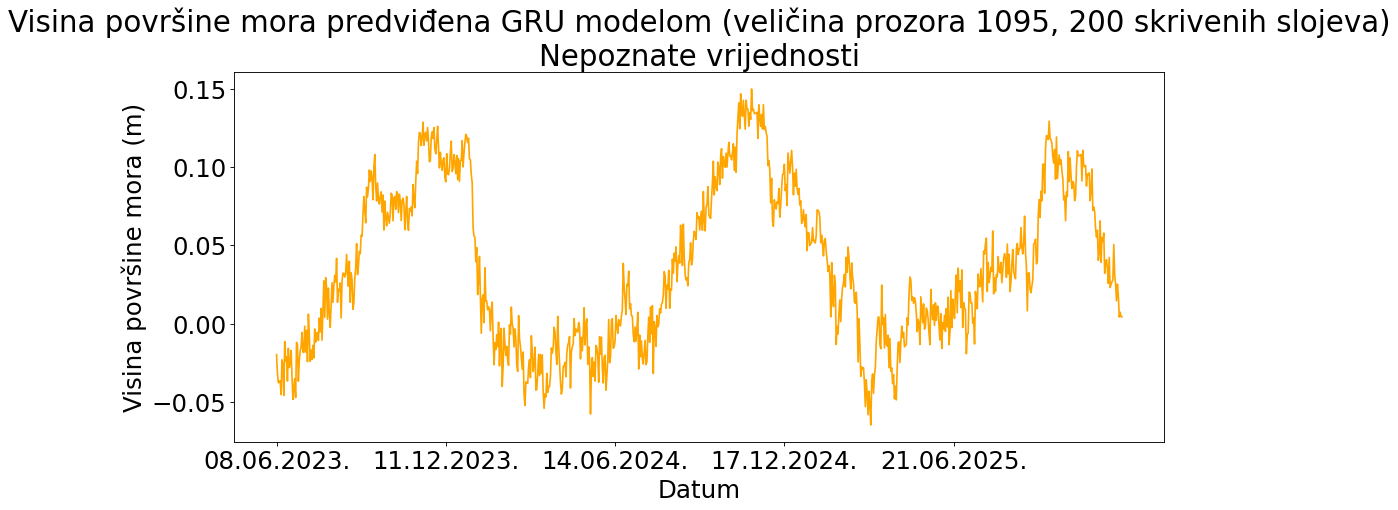 Visina površine mora predviđena GRU modelom (veličina prozora 1095, 200 skrivenih slojeva)
Nepoznate vrijednosti
Visina površine mora (m)
0.15
0.10
0.05
0.00
−0.05
08.06.2023. 11.12.2023. 14.06.2024. 17.12.2024. 21.06.2025.
Datum